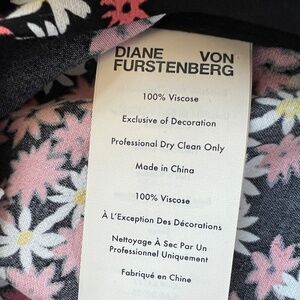 DIANE VON
FURSTENBERG
100% Viscose
Exclusive of Decoration
Professional Dry Clean Only
Made in China
100% Viscose
À L'Exception Des Décorations
Nettoyage À Sec Par Un
Professionnel Uniquement
Fabriqué en Chine